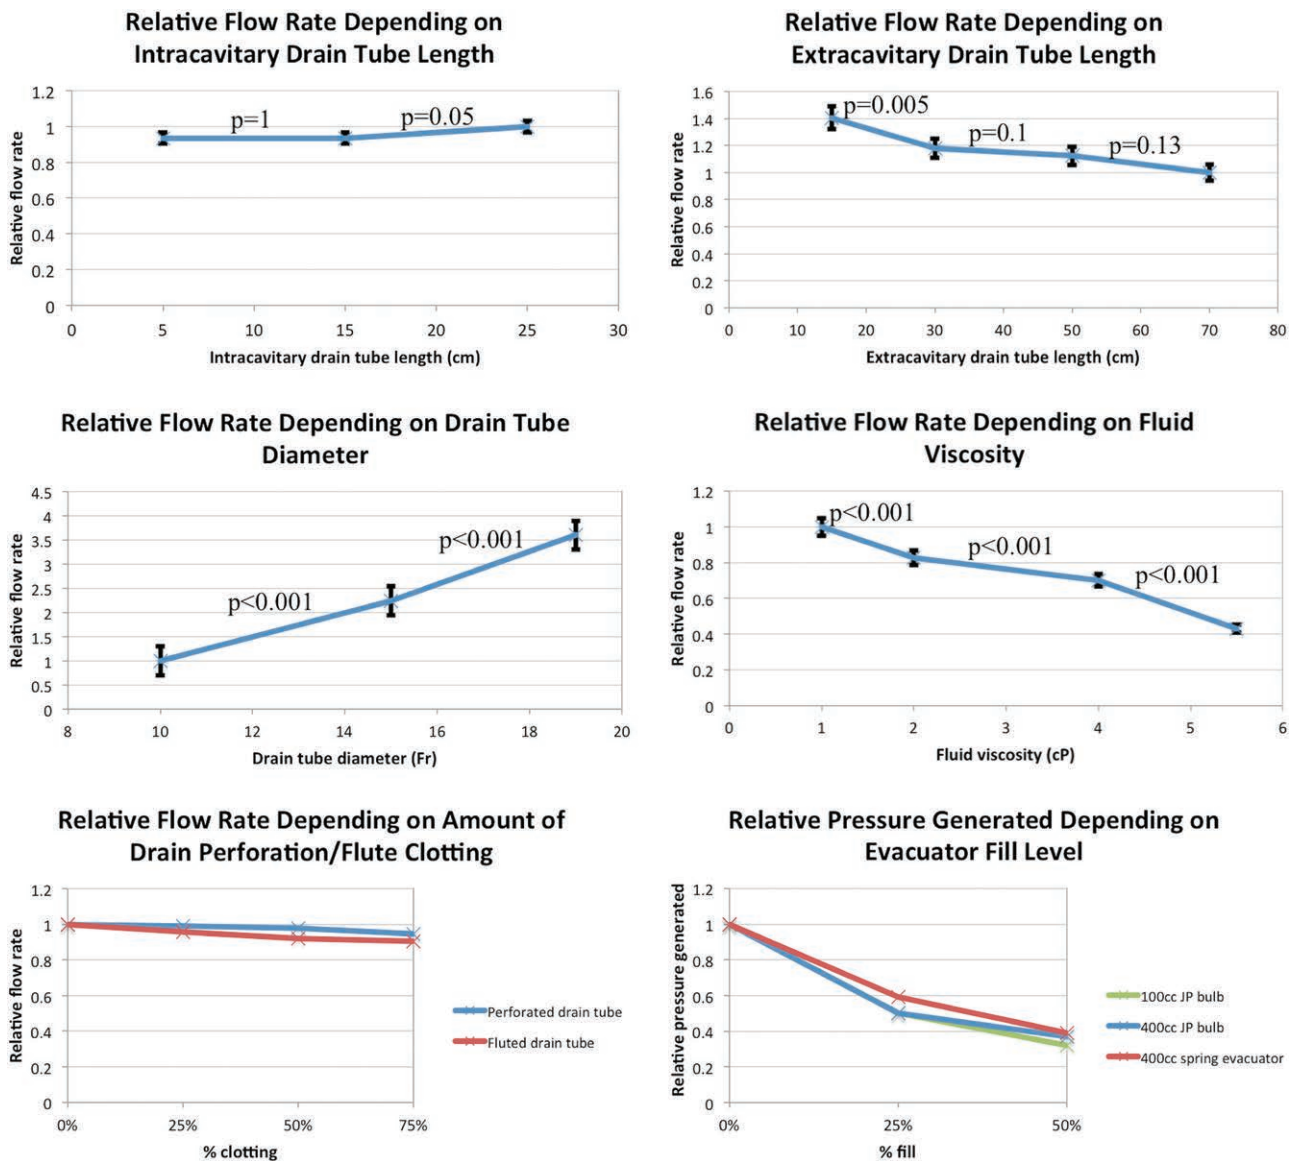 Relative Flow Rate Depending on
Intracavitary Drain Tube Length
1.2
1
0.8
0.6
0.4
0.2
0
Relative flow rate
p=1
p=0.05
0
5
10
15
20
25
30
Intracavitary drain tube length (cm)
Relative Flow Rate Depending on
Extracavitary Drain Tube Length
1.6
1.4
1.2
1
0.8
0.6
0.4
0.2
0
Relative flow rate
p=0.005
p=0.1
p=0.13
0
10
20
30
40
50
60
70
80
Extracavitary drain tube length (cm)
Relative Flow Rate Depending on Drain Tube
Diameter
4.5
4
3.5
3
2.5
2
1.5
1
0.5
0
Relative flow rate
p<0.001
p<0.001
8
10
12
14
16
18
20
Drain tube diameter (Fr)
Relative Flow Rate Depending on Fluid
Viscosity
1.2
1
0.8
0.6
0.4
0.2
0
Relative flow rate
p<0.001
p<0.001
p<0.001
0
1
2
3
4
5
6
Fluid viscosity (cP)
Relative Flow Rate Depending on Amount of
Drain Perforation/Flute Clotting
1.2
1
0.8
0.6
0.4
0.2
0
Relative flow rate
0%
25%
50%
75%
% clotting
Perforated drain tube
Fluted drain tube
Relative Pressure Generated Depending on
Evacuator Fill Level
1.2
1
0.8
0.6
0.4
0.2
0
Relative pressure generated
0%
25%
50%
% fill
100cc JP bulb
400cc JP bulb
400cc spring evacuator